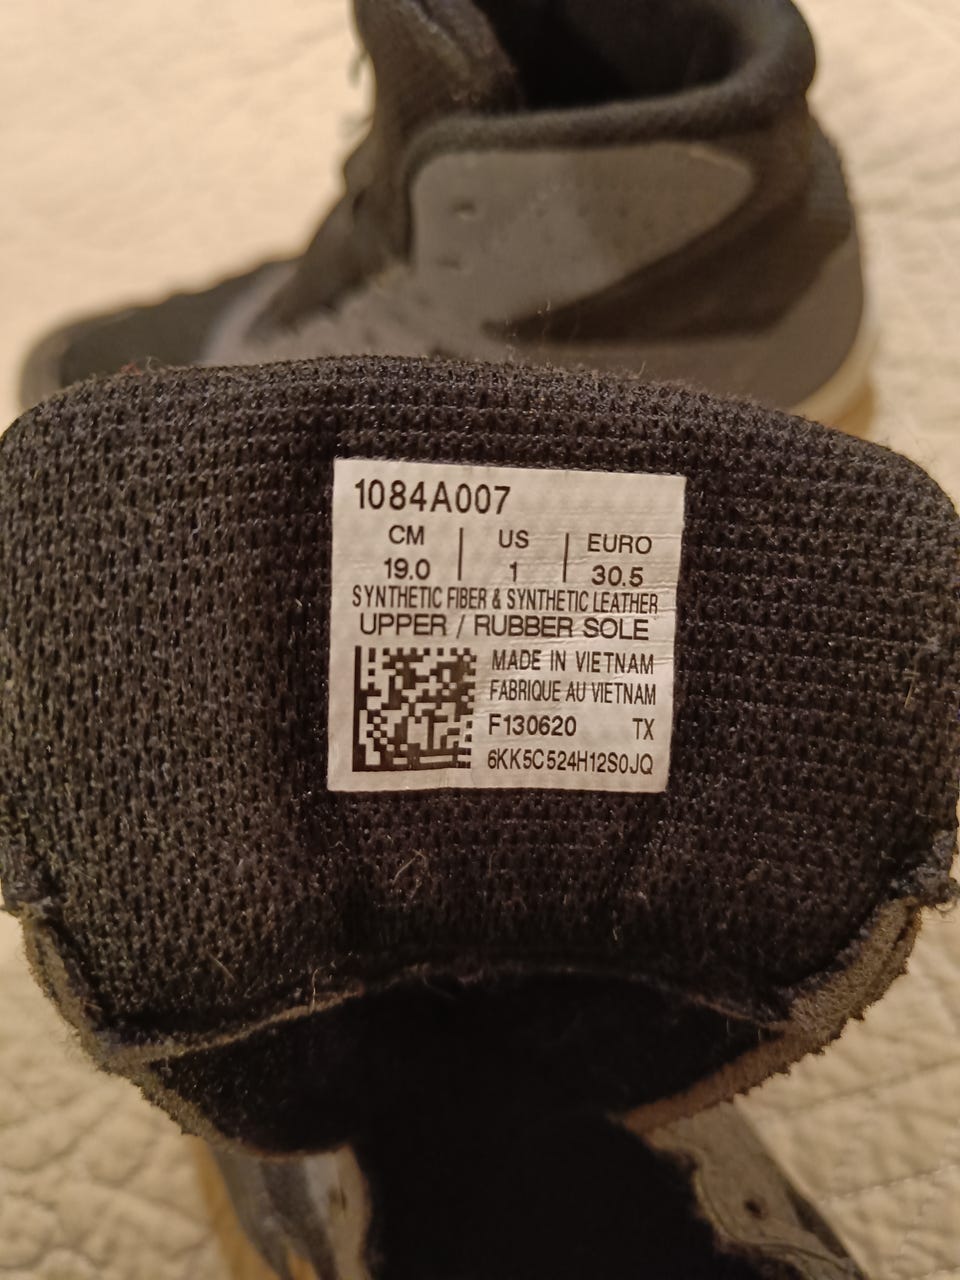 1084A007
CM | US | EURO
19.0 | 1 | 30.5
SYNTHETIC FIBER & SYNTHETIC LEATHER
UPPER / RUBBER SOLE
MADE IN VIETNAM
FABRIQUE AU VIETNAM
F130620 TX
6KK5C524H12S0JQ